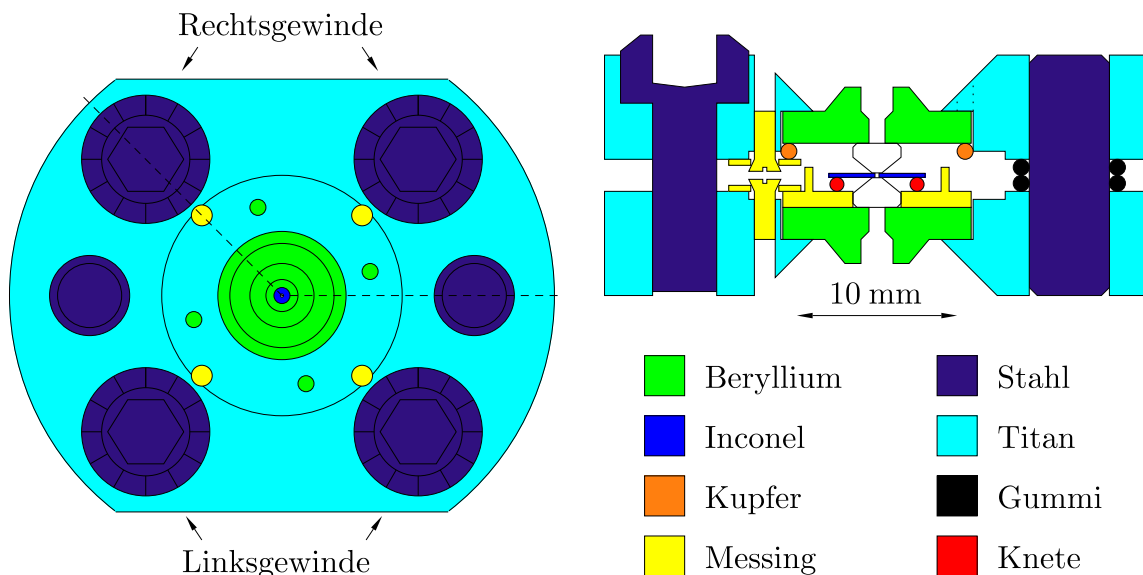 Rechtsgewinde
Linksgewinde
10 mm
Beryllium
Inconel
Kupfer
Messing
Stahl
Titan
Gummi
Knete